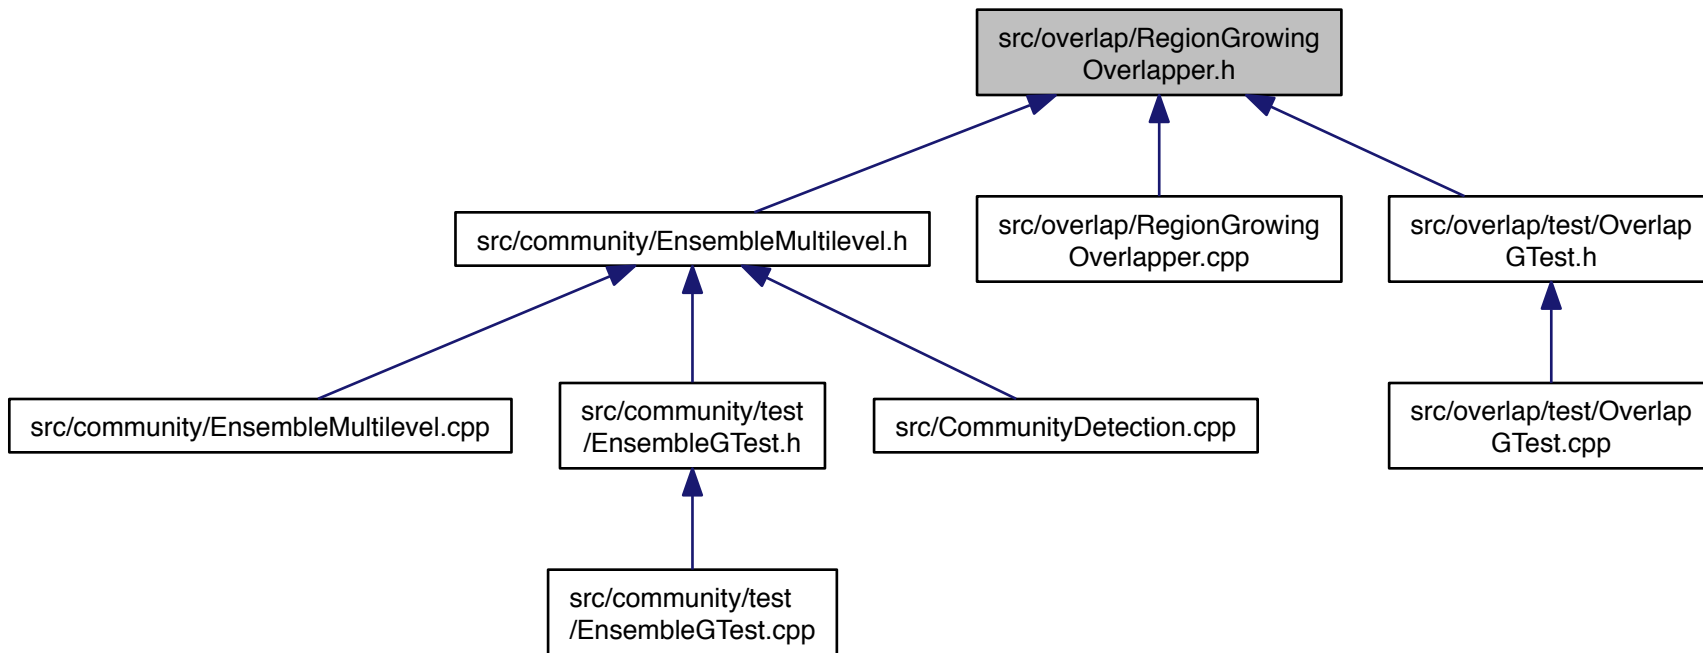 src/overlap/RegionGrowing
Overlapper.h
src/community/EnsembleMultilevel.h
src/overlap/RegionGrowing
Overlapper.cpp
src/overlap/test/Overlap
GTest.h
src/community/EnsembleMultilevel.cpp
src/community/test
/EnsembleGTest.h
src/CommunityDetection.cpp
src/overlap/test/Overlap
GTest.cpp
src/community/test
/EnsembleGTest.cpp